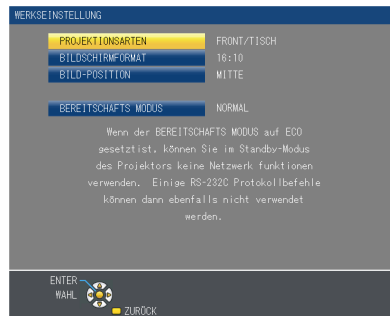 WERKSEINSTELLUNG
PROJEKTIONSARTEN FRONT/TISCH
BILDSCHIRMFORMAT 16:10
BILD-POSITION MITTE
BEREITSCHAFTS MODUS NORMAL
Wenn der BEREITSCHAFTS MODUS auf ECO
gesetztist, können Sie im Standby-Modus
des Projektors keine Netzwerk funktionen
verwenden. Einige RS-232C Protokollbefehle
können dann ebenfalls nicht verwendet
werden.
ENTER
WAHL
ZURÖCK